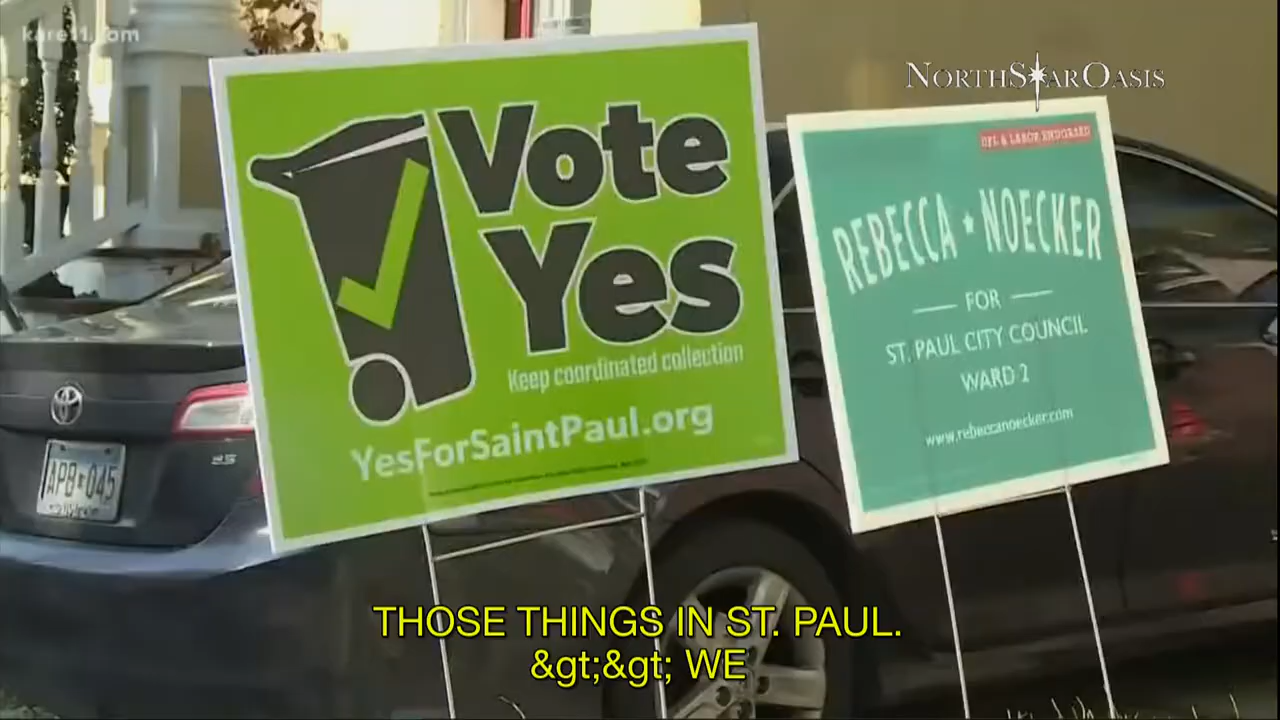 kare11.com
NORTHSTAROASIS
Vote
Yes
Keep coordinated collection
YesForSaintPaul.org
DFL & LABOR ENDORSED
REBECCA NOECKER
FOR
ST. PAUL CITY COUNCIL
WARD 2
www.rebeccanoecker.com
APB 045
THOSE THINGS IN ST. PAUL.
&gt;&gt; WE